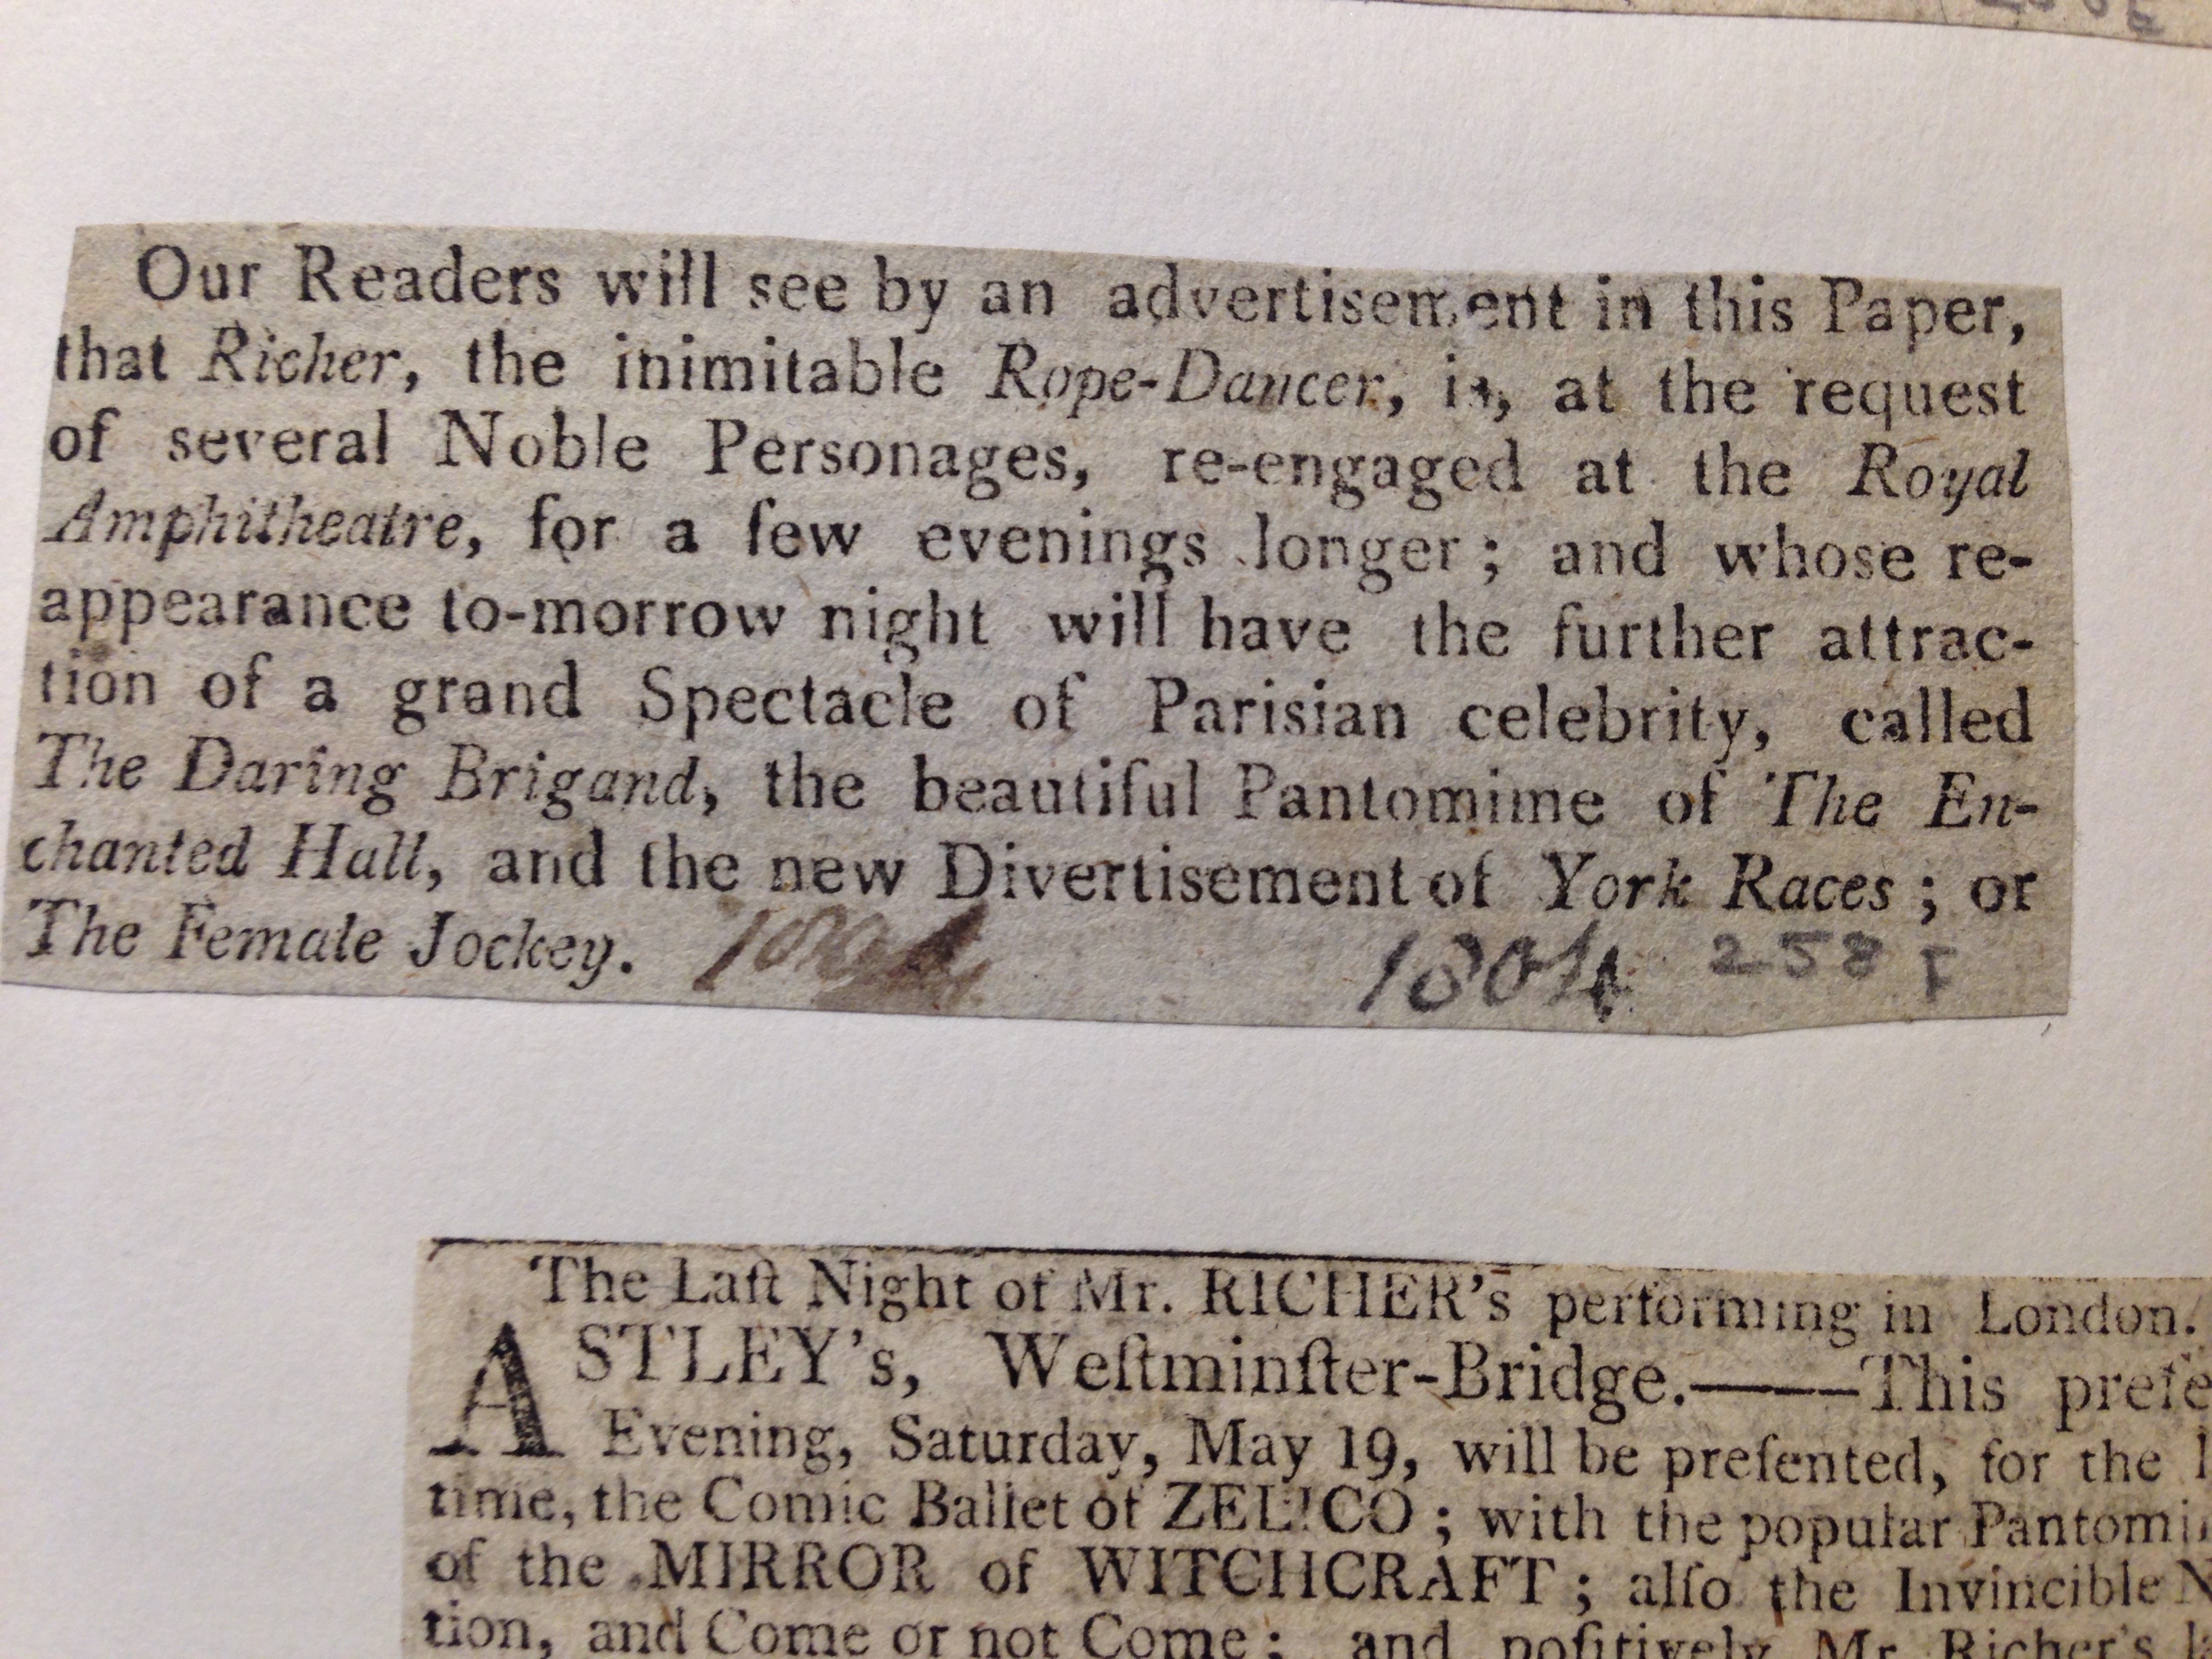 Our Readers will see by an advertisement in this Paper,
that Richer, the inimitable Rope-Dancer, is, at the request
of several Noble Personages, re-engaged at the Royal
Amphitheatre, for a few evenings longer; and whose re-
appearance to-morrow night will have the further attrac-
tion of a grand Spectacle of Parisian celebrity, called
The Daring Brigand, the beautiful Pantomime of The En-
chanted Hall, and the new Divertisement of York Races; or
The Female Jockey. 1804 258 F
The Laſt Night of Mr. RICHER's performing in London.
ASTLEY's, Weſtminſter-Bridge.——This
Evening, Saturday, May 19, will be preſented, for the
time, the Comic Ballet of ZELICO; with the popular
of the MIRROR of WITCHCRAFT; alſo the Invincible
tion, and Come or not Come; and poſitively Mr. Richer's